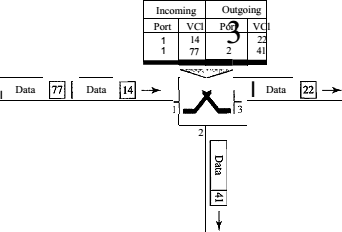 Incoming Outgoing
Port VCI Port VCI
1 14 3 22
1 77 2 41
Data 77 Data 14 Data 22
1 3
2
Data 41